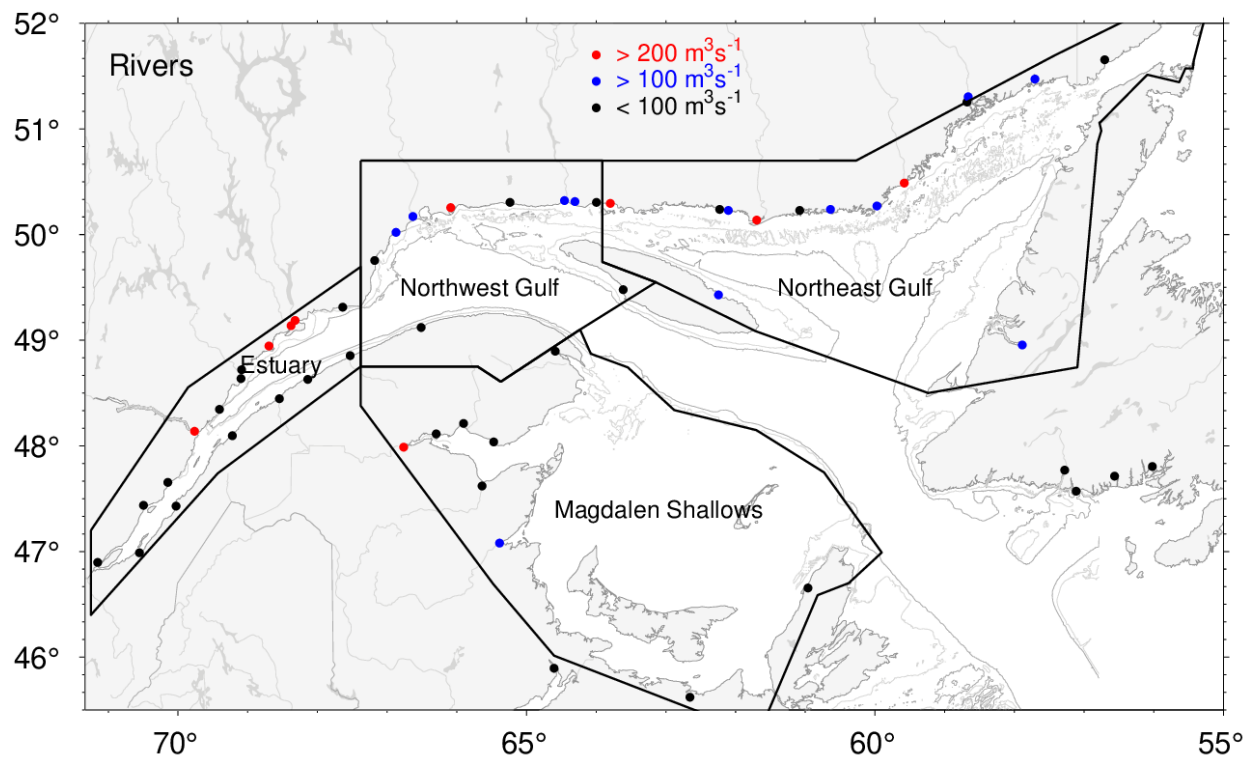 52°
Rivers
> 200 m³s⁻¹
> 100 m³s⁻¹
< 100 m³s⁻¹
51°
50°
Northwest Gulf
Northeast Gulf
49°
Estuary
48°
Magdalen Shallows
47°
46°
70°
65°
60°
55°